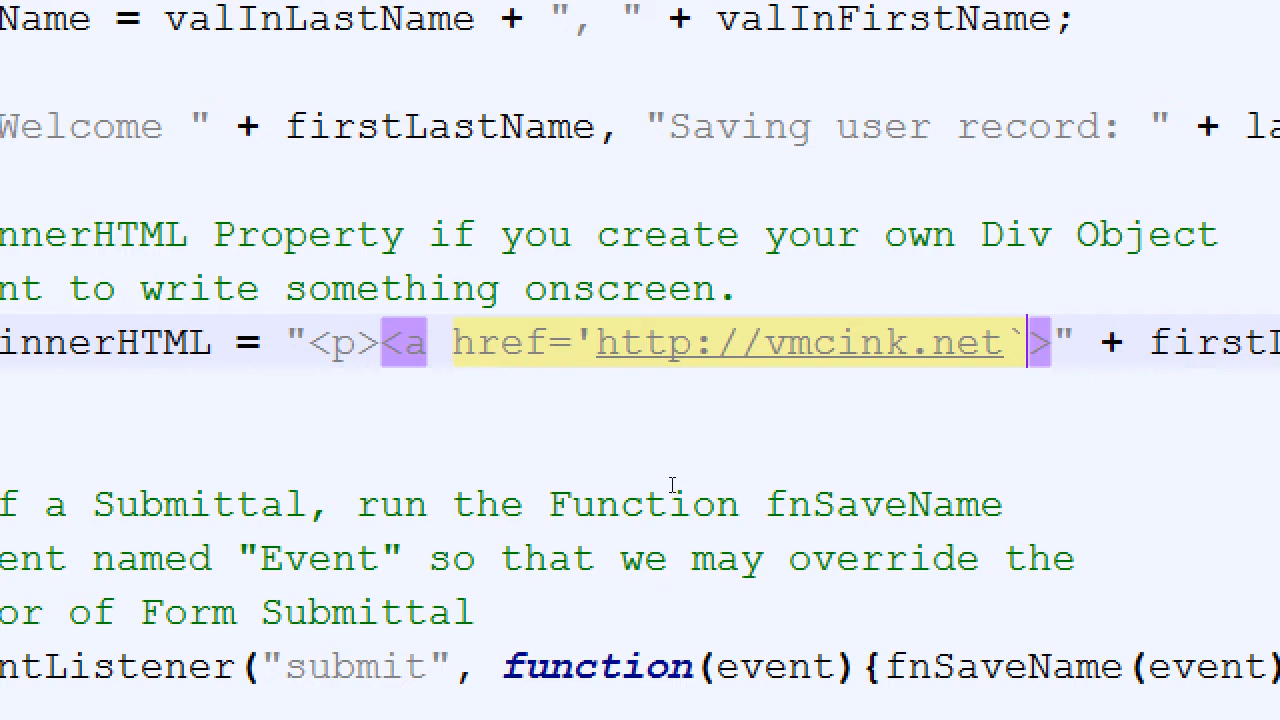 Name = valInLastName + ", " + valInFirstName;
Welcome " + firstLastName, "Saving user record: " + la
nnerHTML Property if you create your own Div Object
nt to write something onscreen.
innerHTML = "<p><a href='http://vmcink.net`>" + firstL
f a Submittal, run the Function fnSaveName
ent named "Event" so that we may override the
or of Form Submittal
ntListener("submit", function(event){fnSaveName(event)